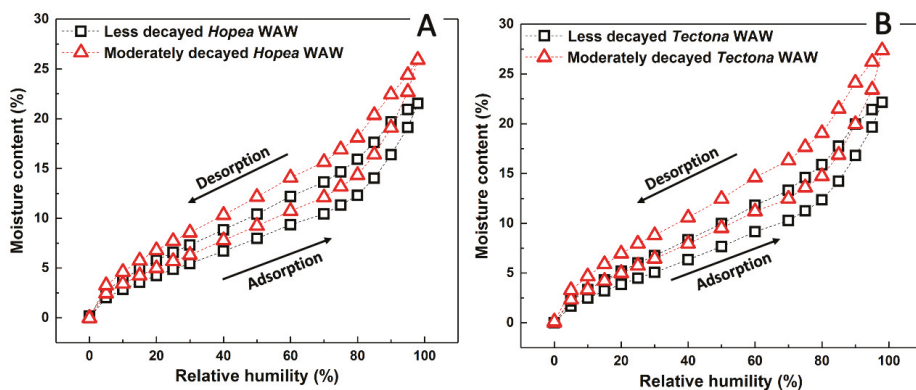 A
Less decayed Hopea WAW
Moderately decayed Hopea WAW
Desorption
Adsorption
Moisture content (%)
30
25
20
15
10
5
0
0 20 40 60 80 100
Relative humidity (%)
B
Less decayed Tectona WAW
Moderately decayed Tectona WAW
Desorption
Adsorption
Moisture content (%)
30
25
20
15
10
5
0
0 20 40 60 80 100
Relative humidity (%)